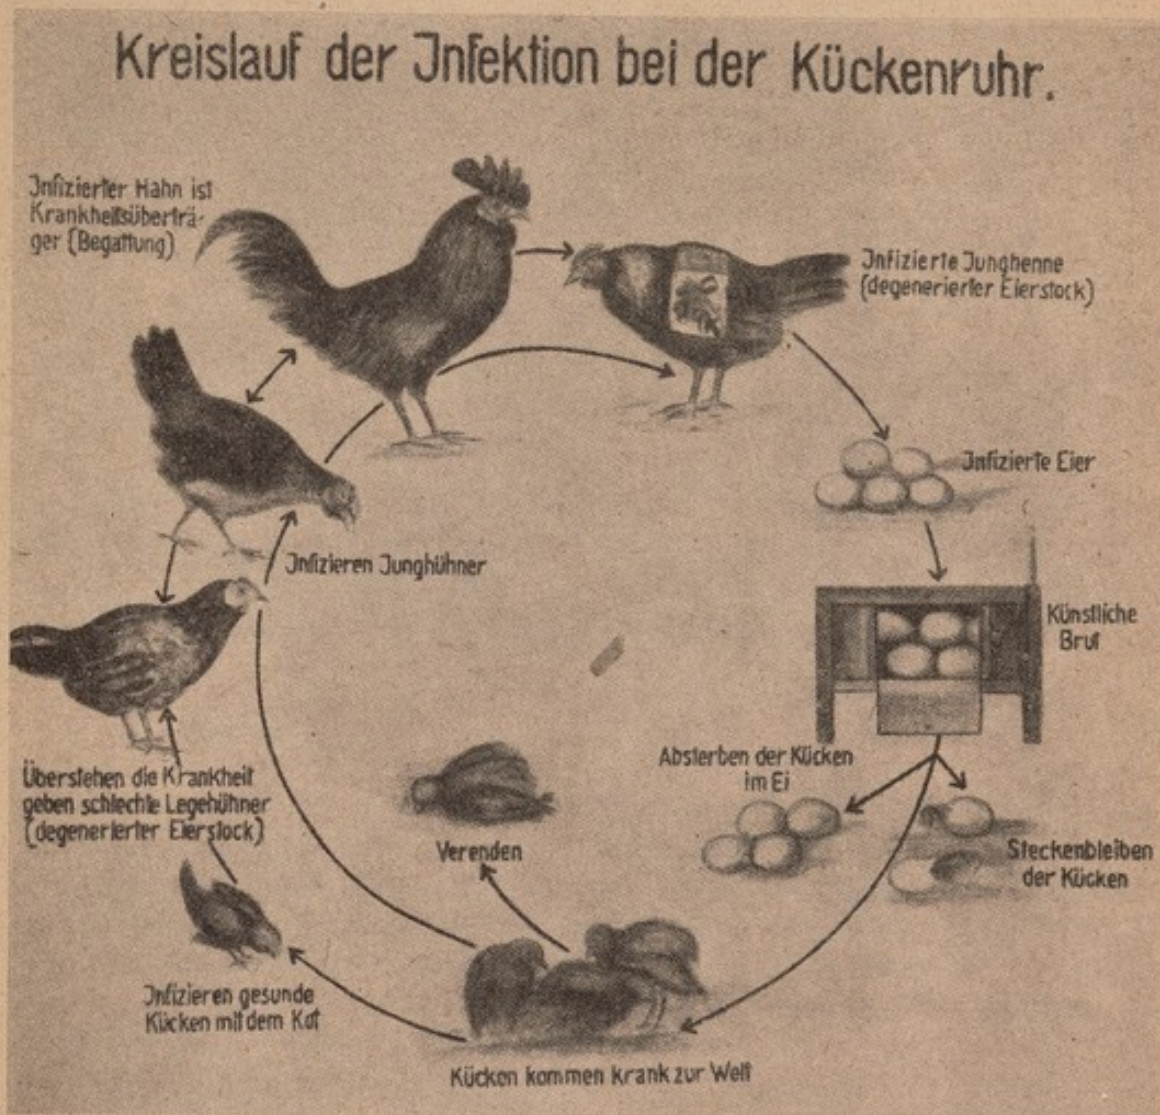 Kreislauf der Infektion bei der Kückenruhr.
Infizierter Hahn ist
Krankheitsüberträ-
ger (Begattung)
Infizierte Junghenne
(degenerierter Eierstock)
Infizierte Eier
Infizieren Junghühner
Künstliche
Brut
Absterben der Kücken
im Ei
Steckenbleiben
der Kücken
Überstehen die Krankheit
geben schlechte Legehühner
(degenerierter Eierstock)
Verenden
Infizieren gesunde
Kücken mit dem Kot
Kücken kommen krank zur Welt